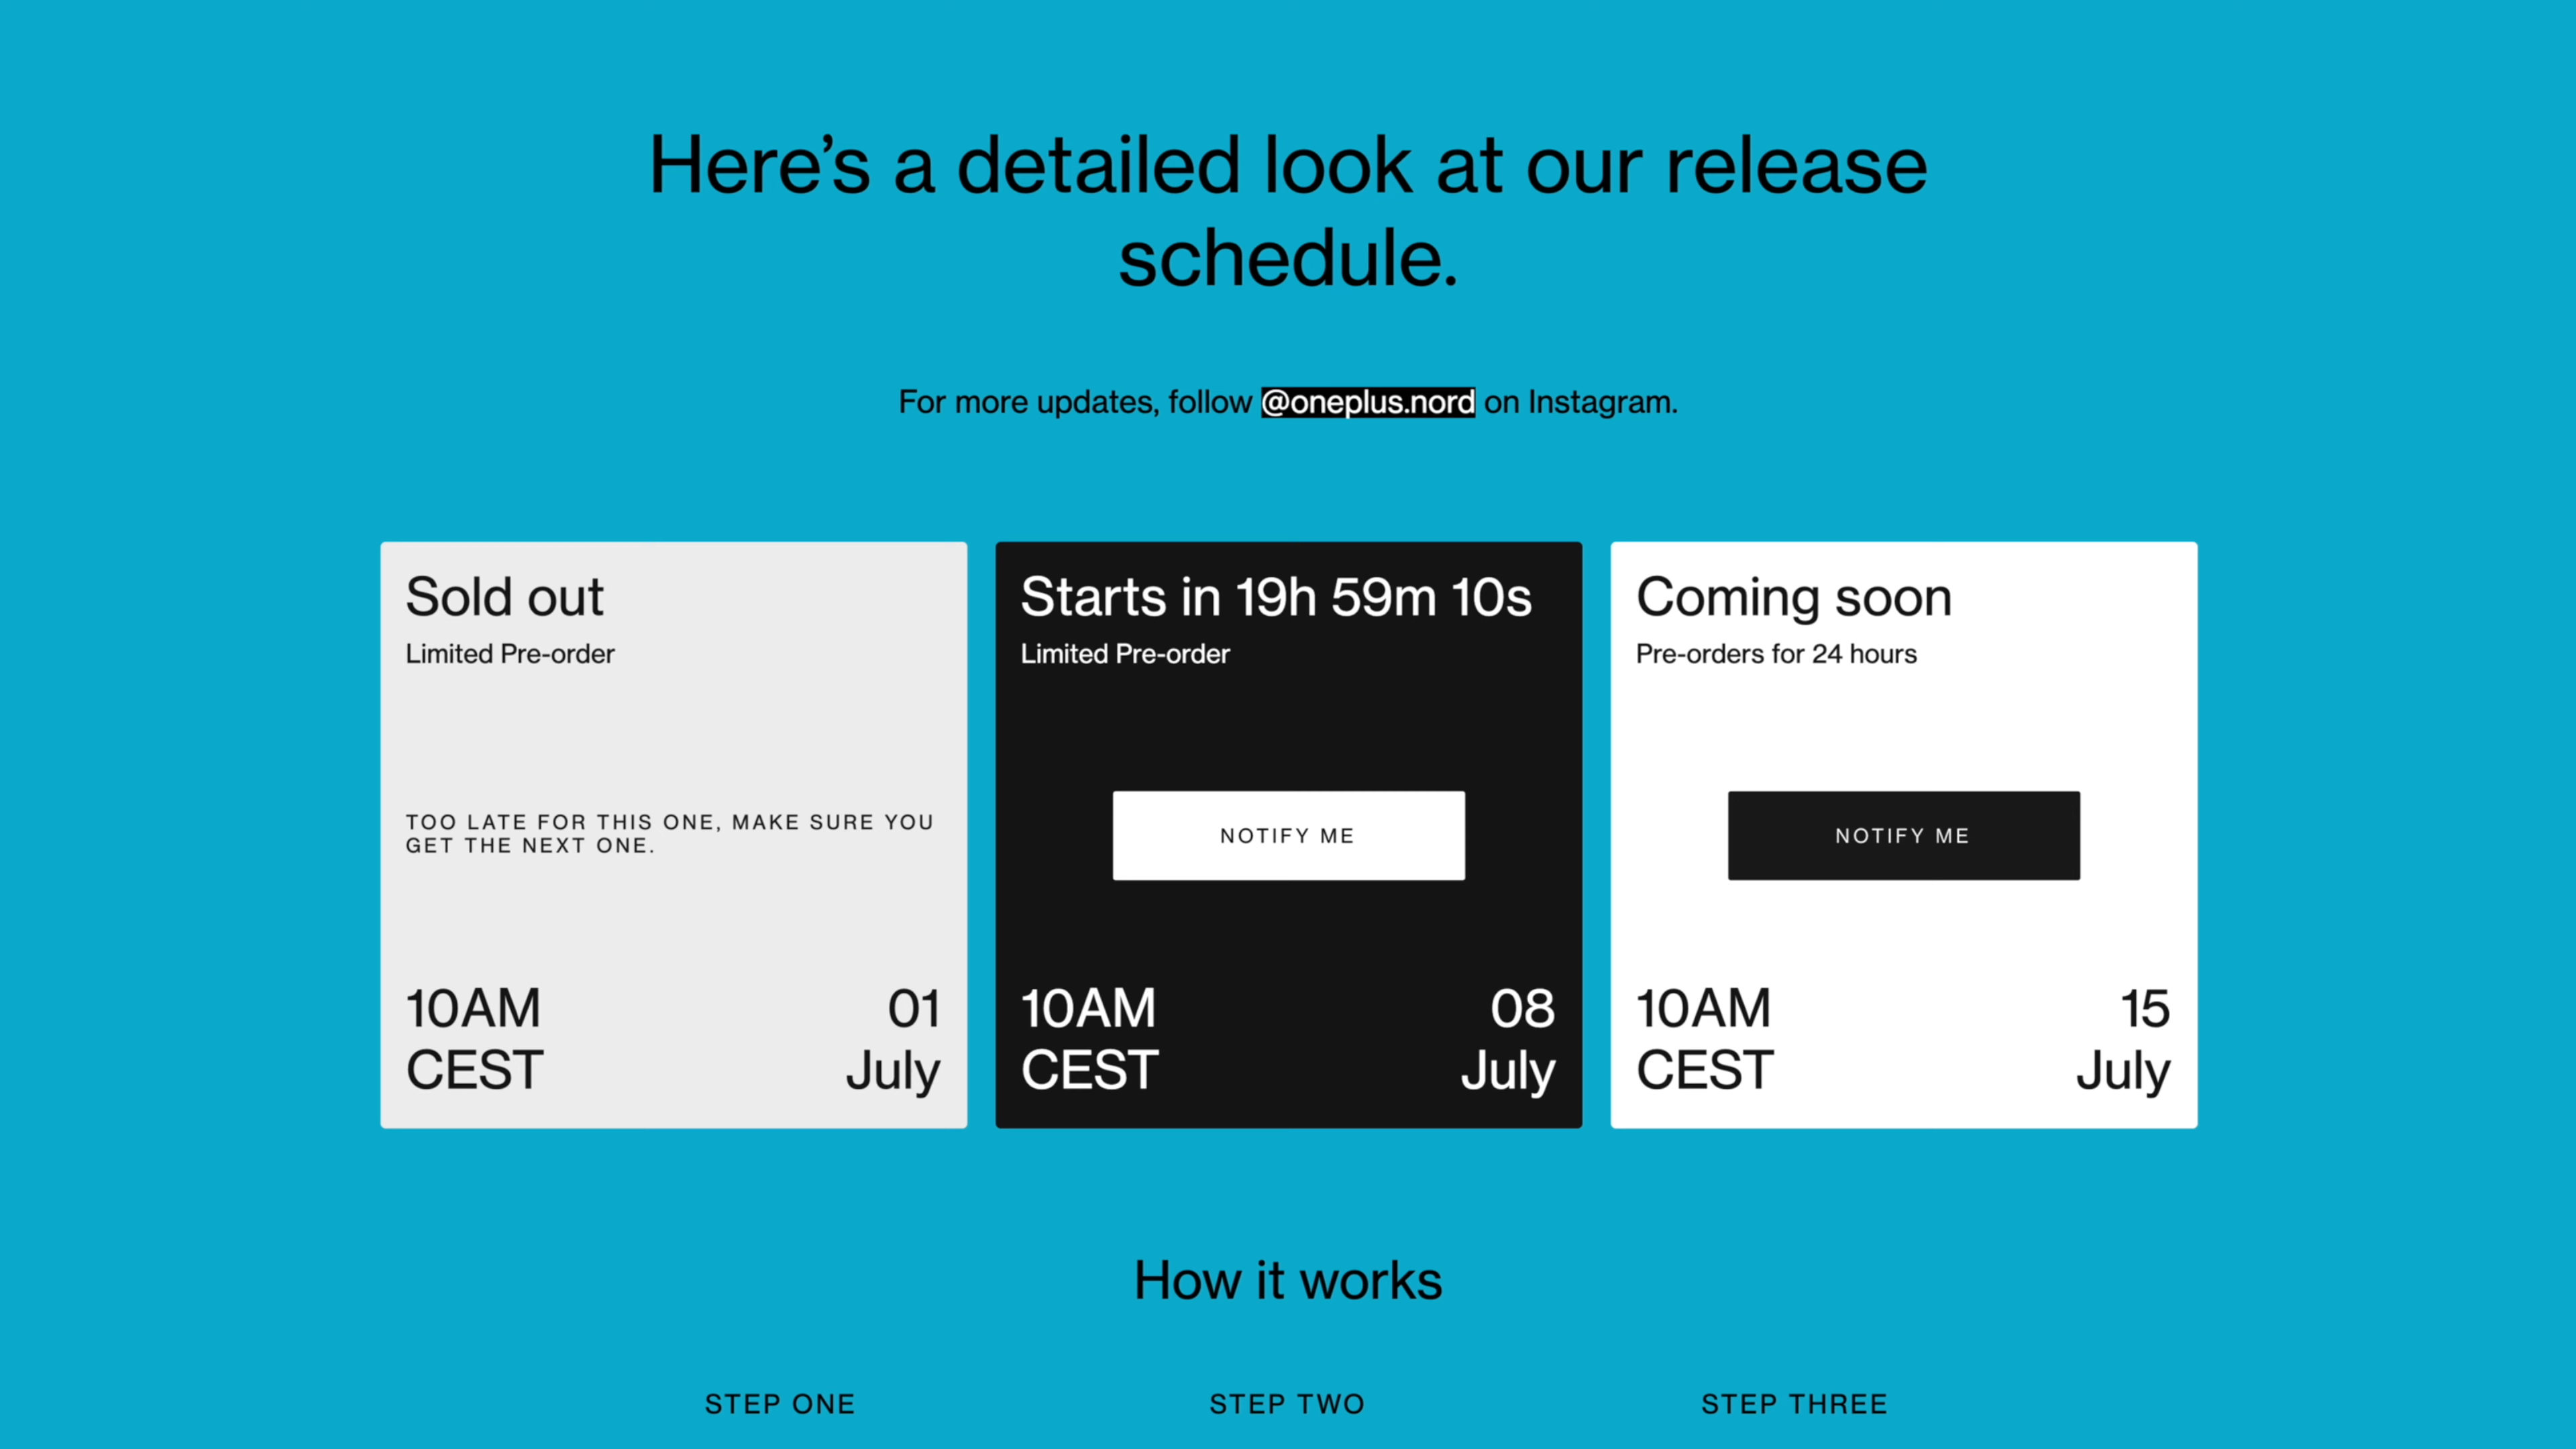 Here’s a detailed look at our release
schedule.
For more updates, follow @oneplus.nord on Instagram.
Sold out
Limited Pre-order
TOO LATE FOR THIS ONE, MAKE SURE YOU
GET THE NEXT ONE.
10AM
CEST
01
July
Starts in 19h 59m 10s
Limited Pre-order
NOTIFY ME
10AM
CEST
08
July
Coming soon
Pre-orders for 24 hours
NOTIFY ME
10AM
CEST
15
July
How it works
STEP ONE
STEP TWO
STEP THREE